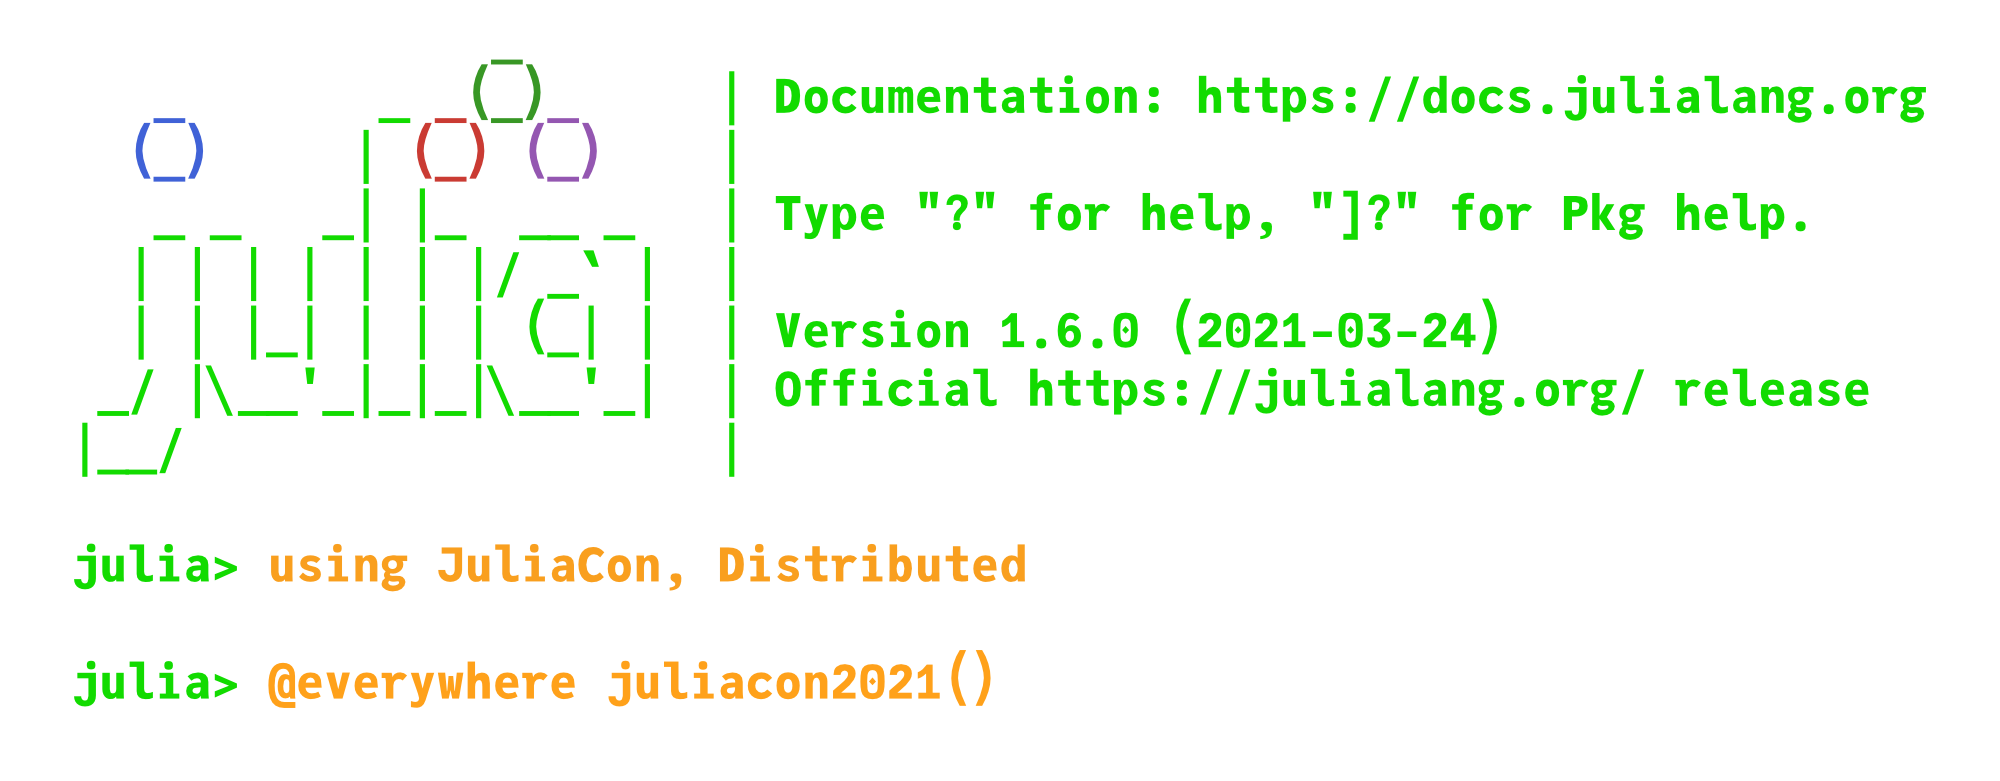 Documentation: https://docs.julialang.org
Type "?" for help, "]?" for Pkg help.
Version 1.6.0 (2021-03-24)
Official https://julialang.org/ release
julia> using JuliaCon, Distributed
julia> @everywhere juliacon2021()